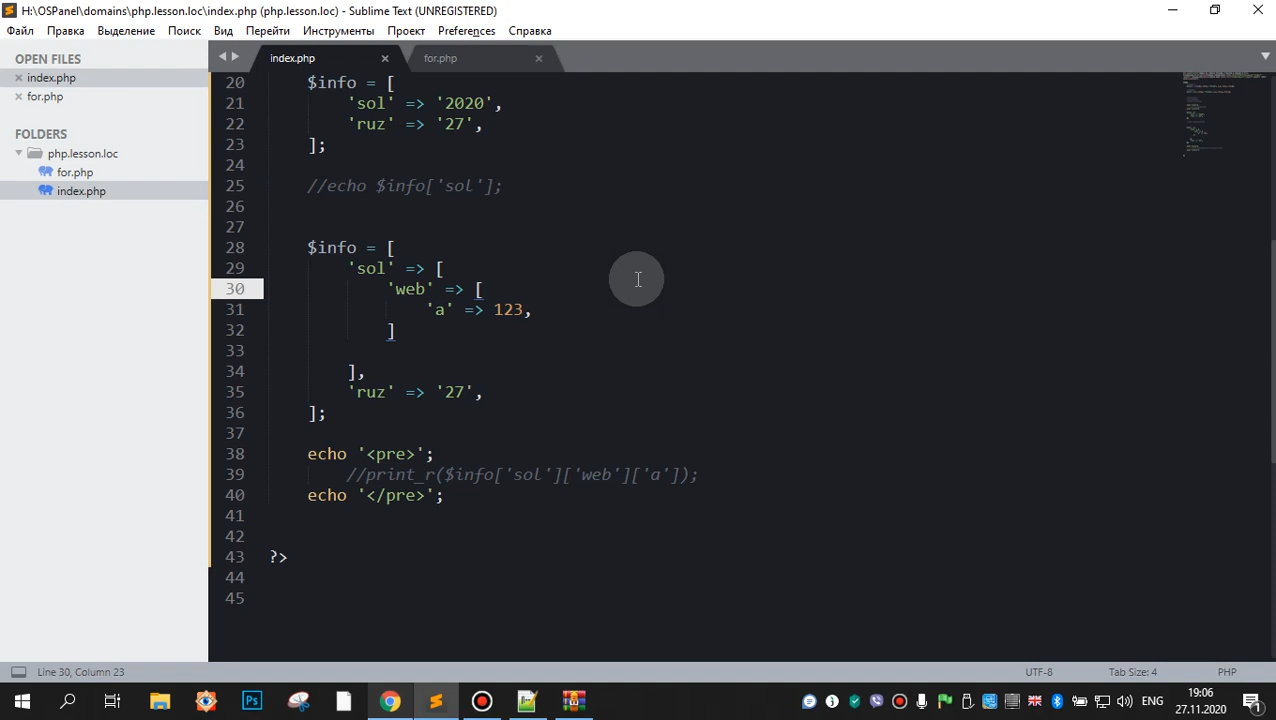 H:\OSPanel\domains\php.lesson.loc\index.php (php.lesson.loc) - Sublime Text (UNREGISTERED)
Файл Правка Выделение Поиск Вид Перейти Инструменты Проект Preferences Справка
OPEN FILES
index.php
for.php
FOLDERS
php.lesson.loc
for.php
index.php
index.php for.php
20 $info = [
21 'sol' => '2020',
22 'ruz' => '27',
23 ];
24
25 //echo $info['sol'];
26
27
28 $info = [
29 'sol' => [
30 'web' => [
31 'a' => 123,
32 ]
33
34 ],
35 'ruz' => '27',
36 ];
37
38 echo '<pre>';
39 //print_r($info['sol']['web']['a']);
40 echo '</pre>';
41
42
43 ?>
44
45
Line 30, Column 23 UTF-8 Tab Size: 4 PHP
ENG 19:06
27.11.2020